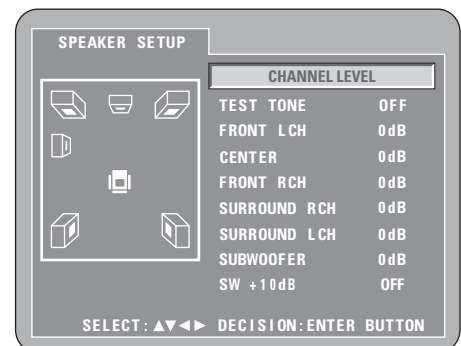 SPEAKER SETUP
CHANNEL LEVEL
TEST TONE OFF
FRONT LCH 0dB
CENTER 0dB
FRONT RCH 0dB
SURROUND RCH 0dB
SURROUND LCH 0dB
SUBWOOFER 0dB
SW +10dB OFF
SELECT:▲▼◄► DECISION:ENTER BUTTON